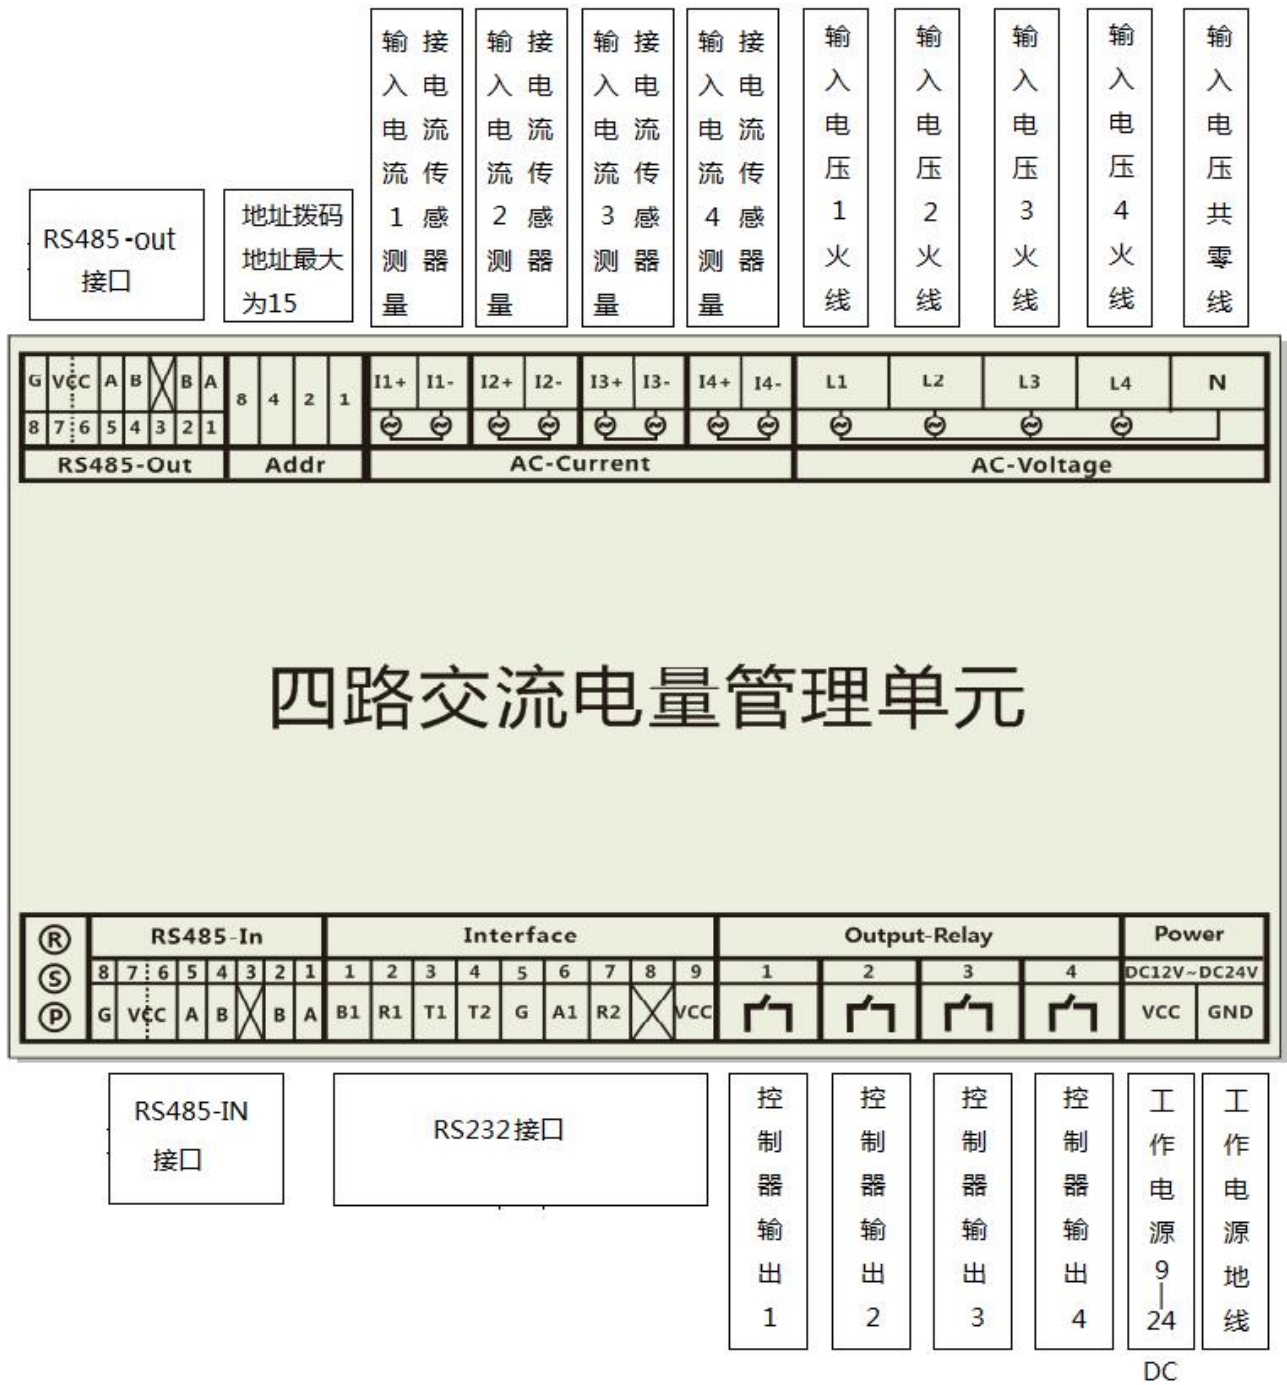 RS485-out
接口
地址拨码
地址最大
为15
输入电流1测量
接电流传感器
输入电流2测量
接电流传感器
输入电流3测量
接电流传感器
输入电流4测量
接电流传感器
输入电压1火线
输入电压2火线
输入电压3火线
输入电压4火线
输入电压共零线
G VCC A B B A
8 7 6 5 4 3 2 1
RS485-Out
8 4 2 1
Addr
I1+ I1- I2+ I2- I3+ I3- I4+ I4-
AC-Current
L1 L2 L3 L4 N
AC-Voltage
四路交流电量管理单元
R
S
P
RS485-In
8 7 6 5 4 3 2 1
G VCC A B B A
Interface
1 2 3 4 5 6 7 8 9
B1 R1 T1 T2 G A1 R2 VCC
Output-Relay
1 2 3 4
Power
DC12V~DC24V
VCC GND
RS485-IN
接口
RS232接口
控制器输出1
控制器输出2
控制器输出3
控制器输出4
工作电源9|24
DC
工作电源地线